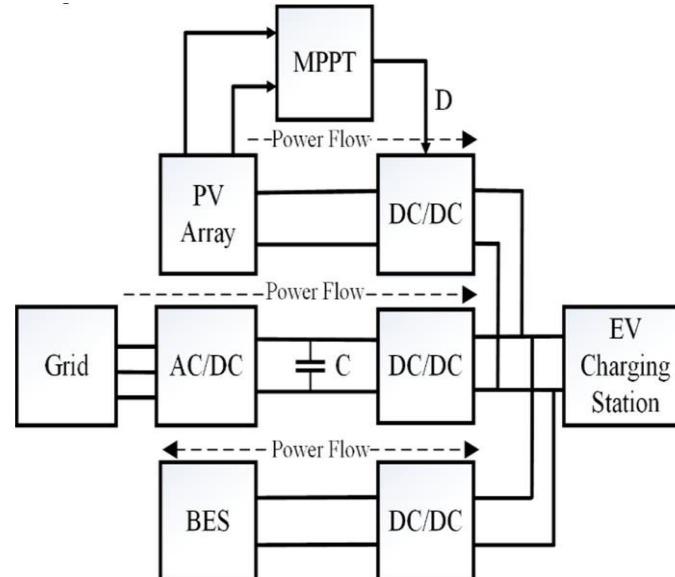 MPPT
D
Power Flow
PV
Array
DC/DC
Power Flow
Grid
AC/DC
C
DC/DC
EV
Charging
Station
Power Flow
BES
DC/DC